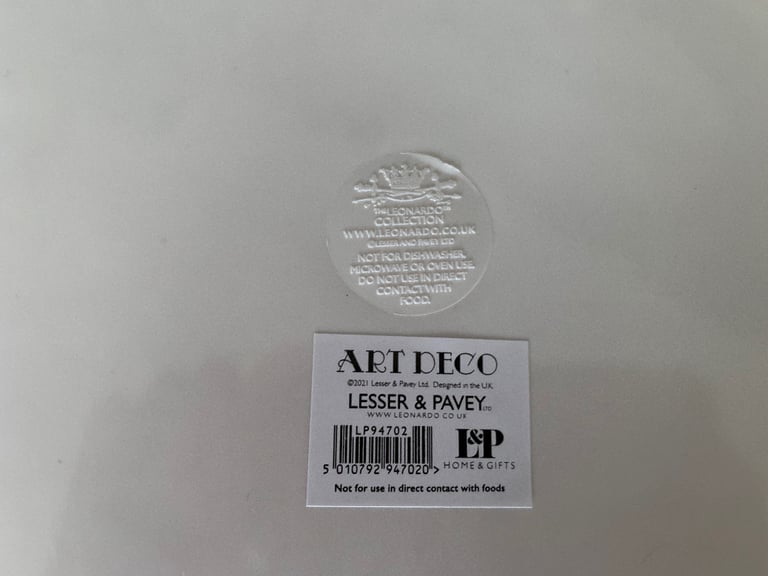 THE LEONARDO
COLLECTION
WWW.LEONARDO.CO.UK
© LESSER AND PAVEY LTD
NOT FOR DISHWASHER,
MICROWAVE OR OVEN USE.
DO NOT USE IN DIRECT
CONTACT WITH
FOOD.
ART DECO
©2021 Lesser & Pavey Ltd. Designed in the U.K.
LESSER & PAVEY LTD
WWW.LEONARDO.CO.UK
LP94702
L&P
HOME & GIFTS
5 010792 947020 >
Not for use in direct contact with foods